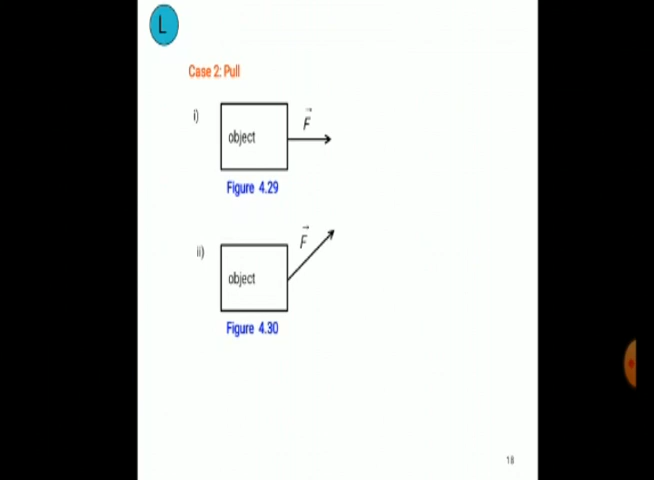 L
Case 2: Pull
i)
object
F
Figure 4.29
ii)
object
F
Figure 4.30
18